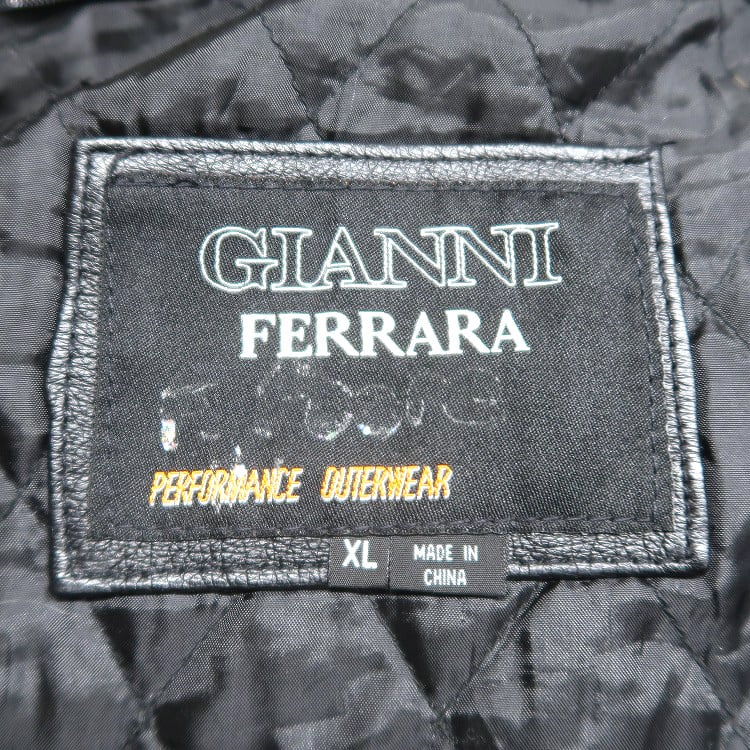 GIANNI
FERRARA
PERFORMANCE OUTERWEAR
XL
MADE IN
CHINA